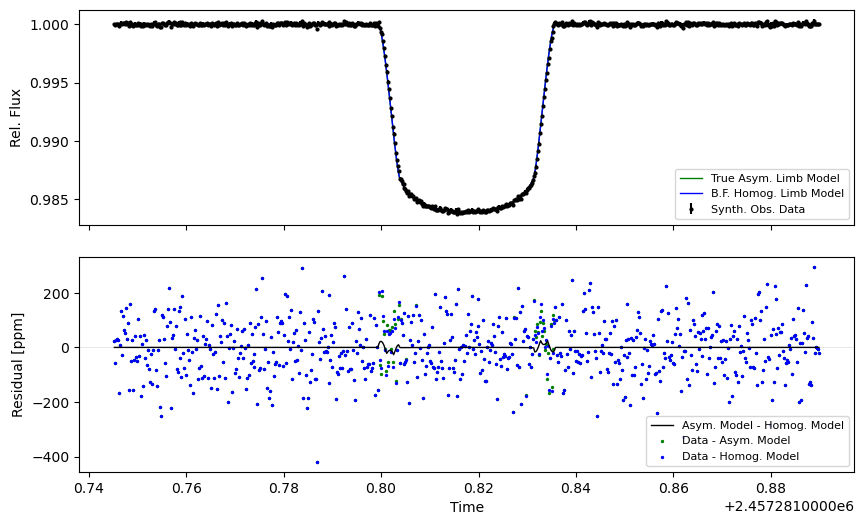 1.000
0.995
0.990
0.985
Rel. Flux
True Asym. Limb Model
B.F. Homog. Limb Model
Synth. Obs. Data
200
0
−200
−400
Residual [ppm]
Asym. Model - Homog. Model
Data - Asym. Model
Data - Homog. Model
0.74 0.76 0.78 0.80 0.82 0.84 0.86 0.88
Time
+2.4572810000e6